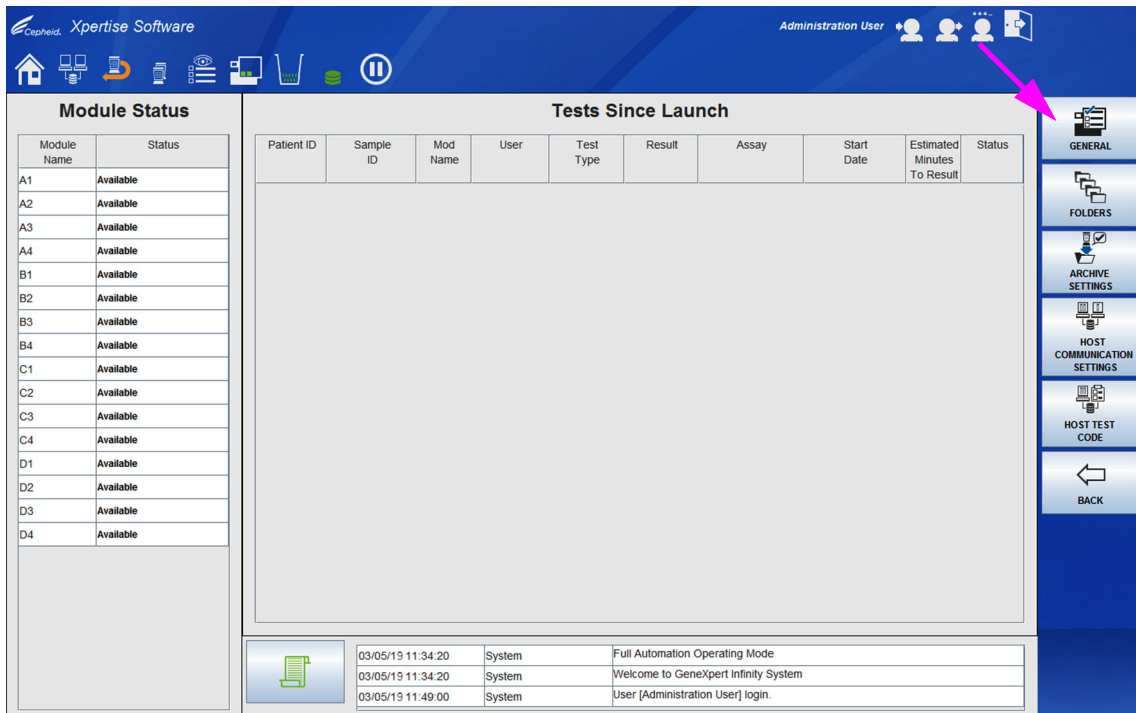 Cepheid. Xpertise Software
Administration User
Module Status
Module Name Status
A1 Available
A2 Available
A3 Available
A4 Available
B1 Available
B2 Available
B3 Available
B4 Available
C1 Available
C2 Available
C3 Available
C4 Available
D1 Available
D2 Available
D3 Available
D4 Available
Tests Since Launch
Patient ID Sample ID Mod Name User Test Type Result Assay Start Date Estimated Minutes To Result Status
03/05/19 11:34:20 System Full Automation Operating Mode
03/05/19 11:34:20 System Welcome to GeneXpert Infinity System
03/05/19 11:49:00 System User [Administration User] login.
GENERAL
FOLDERS
ARCHIVE
SETTINGS
HOST
COMMUNICATION
SETTINGS
HOST TEST
CODE
BACK